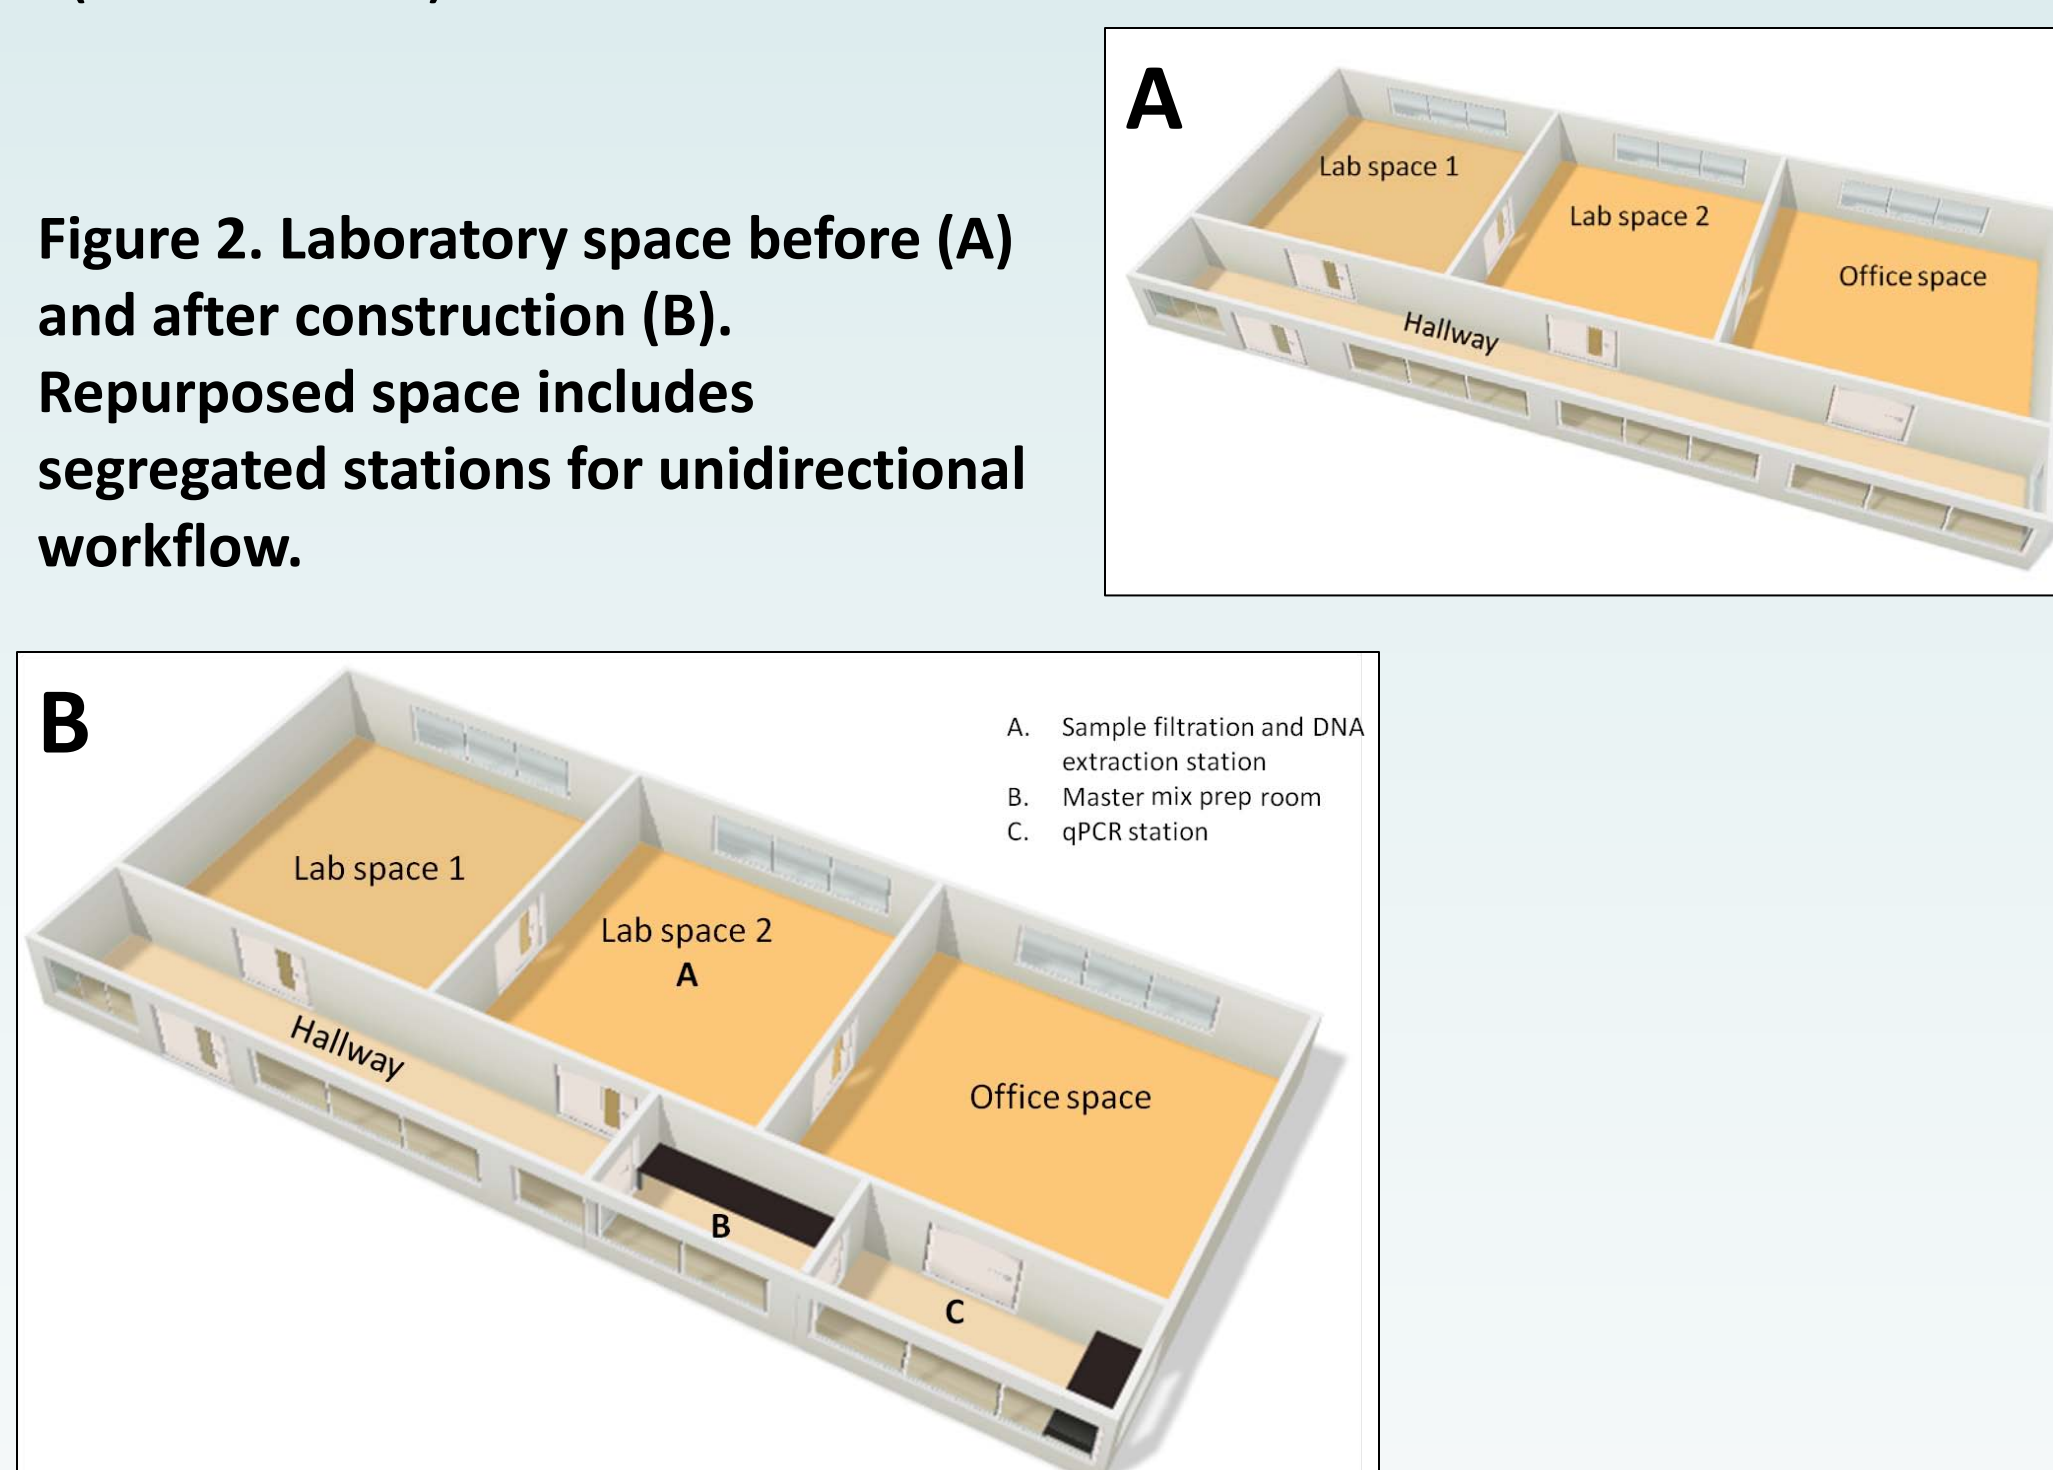 Figure 2. Laboratory space before (A)
and after construction (B).
Repurposed space includes
segregated stations for unidirectional
workflow.
A
Lab space 1
Lab space 2
Office space
Hallway
B
A. Sample filtration and DNA
extraction station
B. Master mix prep room
C. qPCR station
Lab space 1
Lab space 2
A
Hallway
Office space
B
C